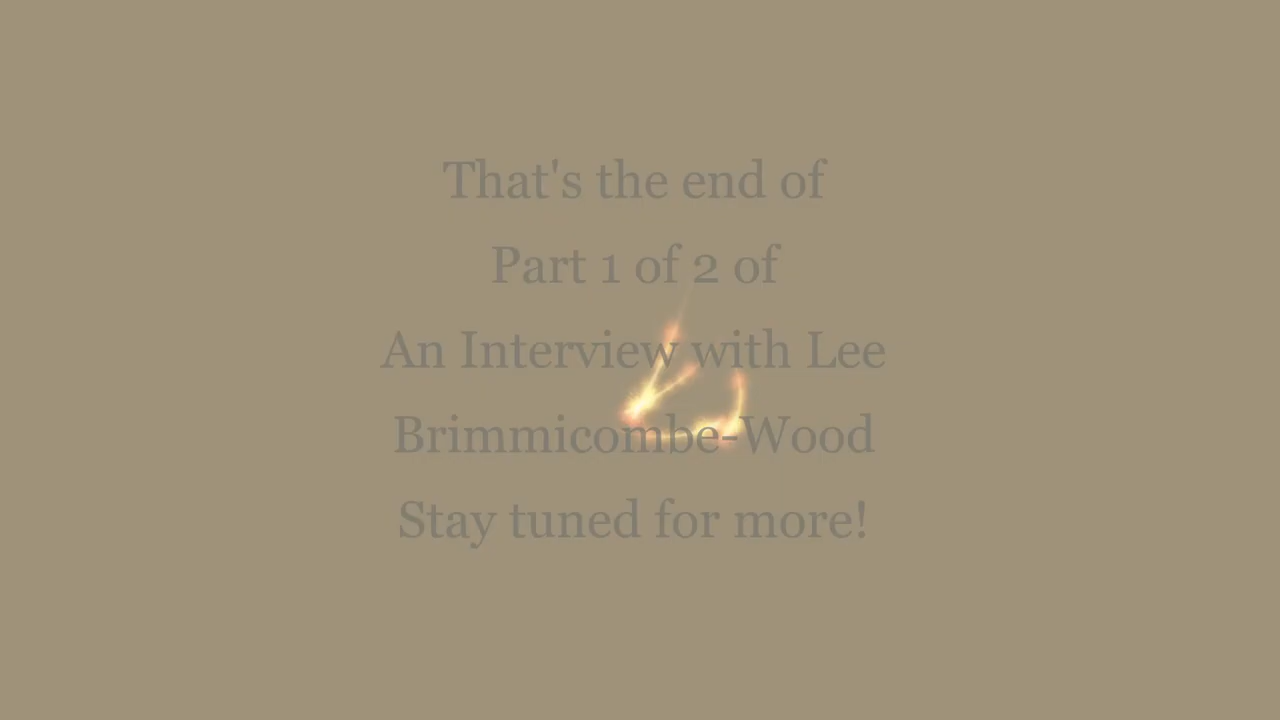 That's the end of
Part 1 of 2 of
An Interview with Lee
Brimmicombe-Wood
Stay tuned for more!